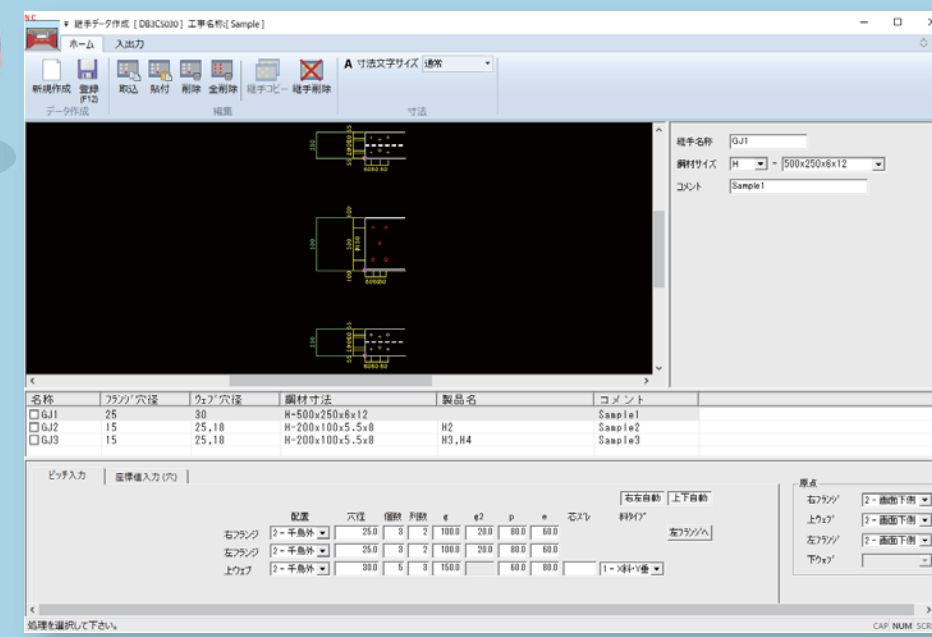 NC
継手データ作成 [ DB3CS030 ] 工事名称:[ Sample ]
ホーム 入出力
A 寸法文字サイズ 通常
新規作成 登録 取込 貼付 削除 全削除 継手コピー 継手削除
(F12)
データ作成 編集 寸法
継手名称 GJ1
鋼材サイズ H - 500x250x6x12
コメント Sample1
名称 フランジ穴径 ウェブ穴径 鋼材寸法 製品名 コメント
GJ1 25 30 H-500x250x6x12 Sample1
GJ2 15 25,18 H-200x100x5.5x8 H2 Sample2
GJ3 15 25,18 H-200x100x5.5x8 H3,H4 Sample3
ピッチ入力 座標値入力(穴)
右左自動 上下自動
配置 穴径 個数 列数 g g2 p e 芯ズレ 斜タイプ 左フランジへ
右フランジ 2 - 千鳥外 25.0 3 2 100.0 20.0 80.0 60.0
左フランジ 2 - 千鳥外 25.0 3 2 100.0 20.0 80.0 60.0
上ウェブ 2 - 千鳥外 30.0 5 3 150.0 60.0 80.0 1 - X斜・Y垂
原点
右フランジ 2 - 画面下側
上ウェブ 2 - 画面下側
左フランジ 2 - 画面下側
下ウェブ
処理を選択して下さい。 CAP NUM SCR